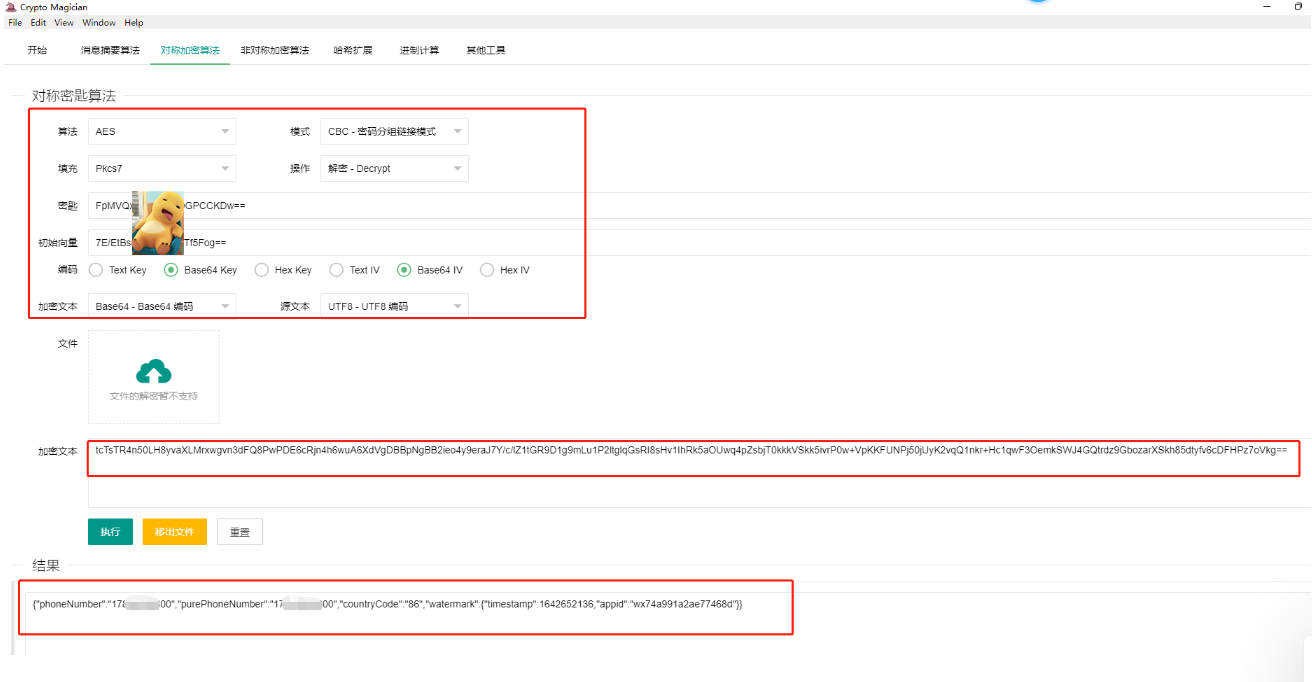 Crypto Magician
File Edit View Window Help
开始 消息摘要算法 对称加密算法 非对称加密算法 哈希扩展 进制计算 其他工具
对称密匙算法
算法 AES 模式 CBC - 密码分组链接模式
填充 Pkcs7 操作 解密 - Decrypt
密匙 FpMVQx GPCCKDw==
初始向量 7E/EtBs Tf5Fog==
编码 Text Key Base64 Key Hex Key Text IV Base64 IV Hex IV
加密文本 Base64 - Base64 编码 源文本 UTF8 - UTF8 编码
文件
文件的解密暂不支持
加密文本 tcTsTR4n50LH8yvaXLMrxwgvn3dFQ8PwPDE6cRjn4h6wuA6XdVgDBBpNgBB2ieo4y9eraJ7Y/c/IZ1tGR9D1g9mLu1P2ltglqGsRI8sHv1IhRk5aOUwq4pZsbjT0kkkVSkk5ivrP0w+VpKKFUNPj50jUyK2vqQ1nkr+Hc1qwF3OemkSWJ4GQtrdz9GbozarXSkh85dtyfv6cDFHPz7oVkg==
执行 移出文件 重置
结果
{"phoneNumber":"178 00","purePhoneNumber":"17 00","countryCode":"86","watermark":{"timestamp":1642652136,"appid":"wx74a991a2ae77468d"}}